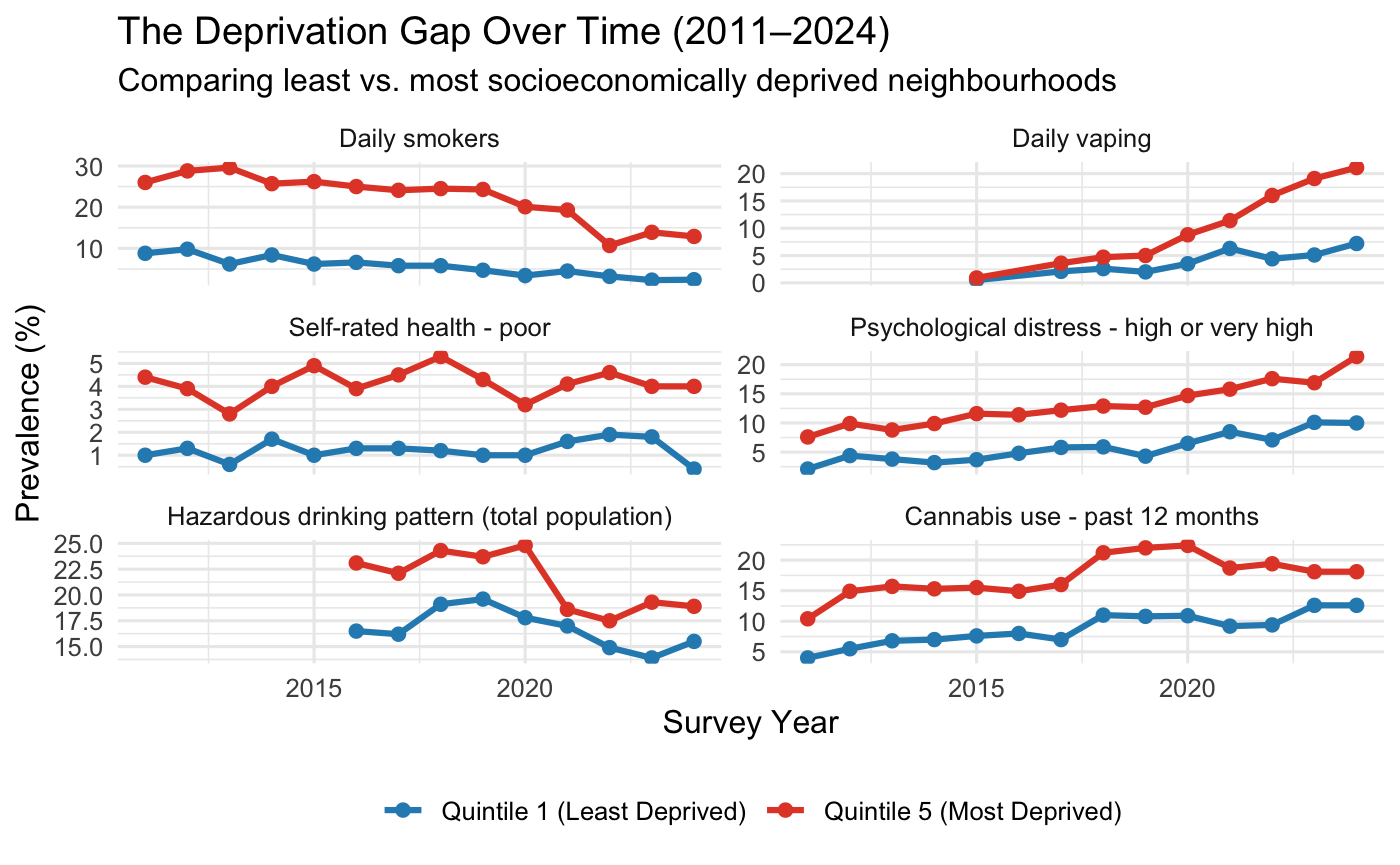 The Deprivation Gap Over Time (2011–2024)
Comparing least vs. most socioeconomically deprived neighbourhoods
Daily smokers
30
20
10
Daily vaping
20
15
10
5
0
Self-rated health - poor
5
4
3
2
1
Psychological distress - high or very high
20
15
10
5
Hazardous drinking pattern (total population)
25.0
22.5
20.0
17.5
15.0
2015 2020
Cannabis use - past 12 months
20
15
10
5
2015 2020
Prevalence (%)
Survey Year
Quintile 1 (Least Deprived) Quintile 5 (Most Deprived)